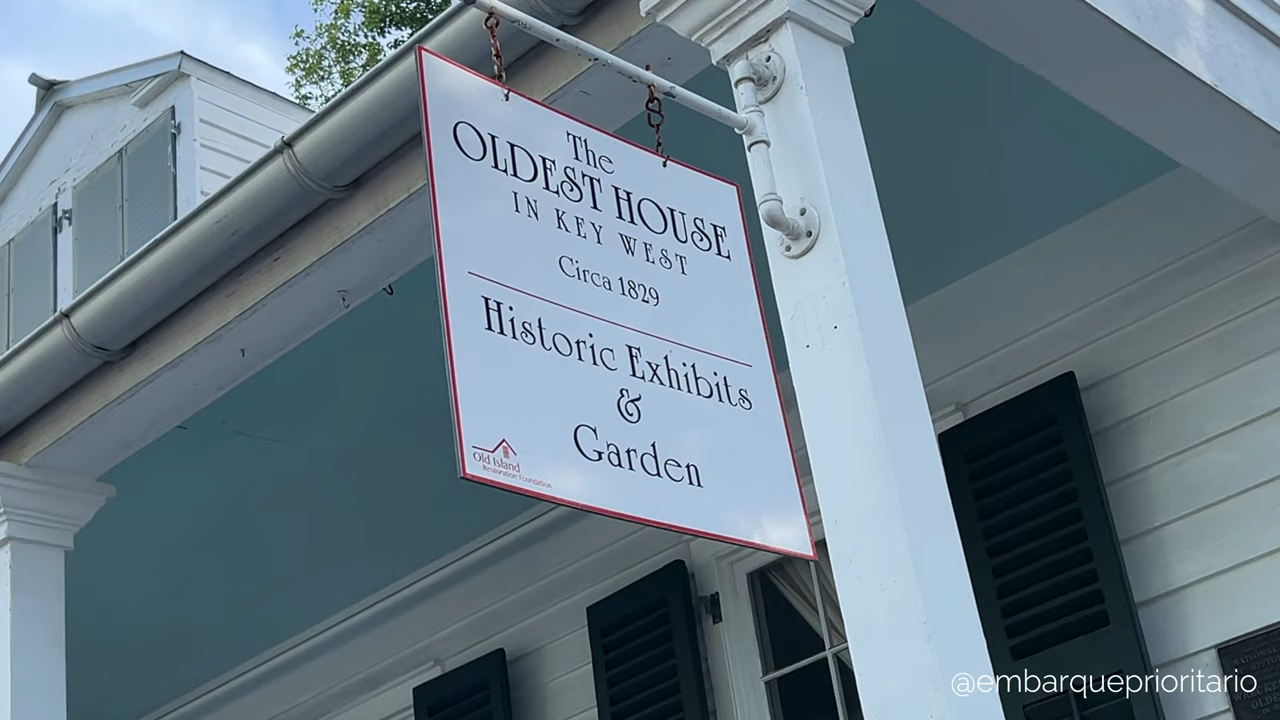 The
OLDEST HOUSE
IN KEY WEST
Circa 1829
Historic Exhibits
&
Garden
Old Island
Restoration Foundation
@embarqueprioritario